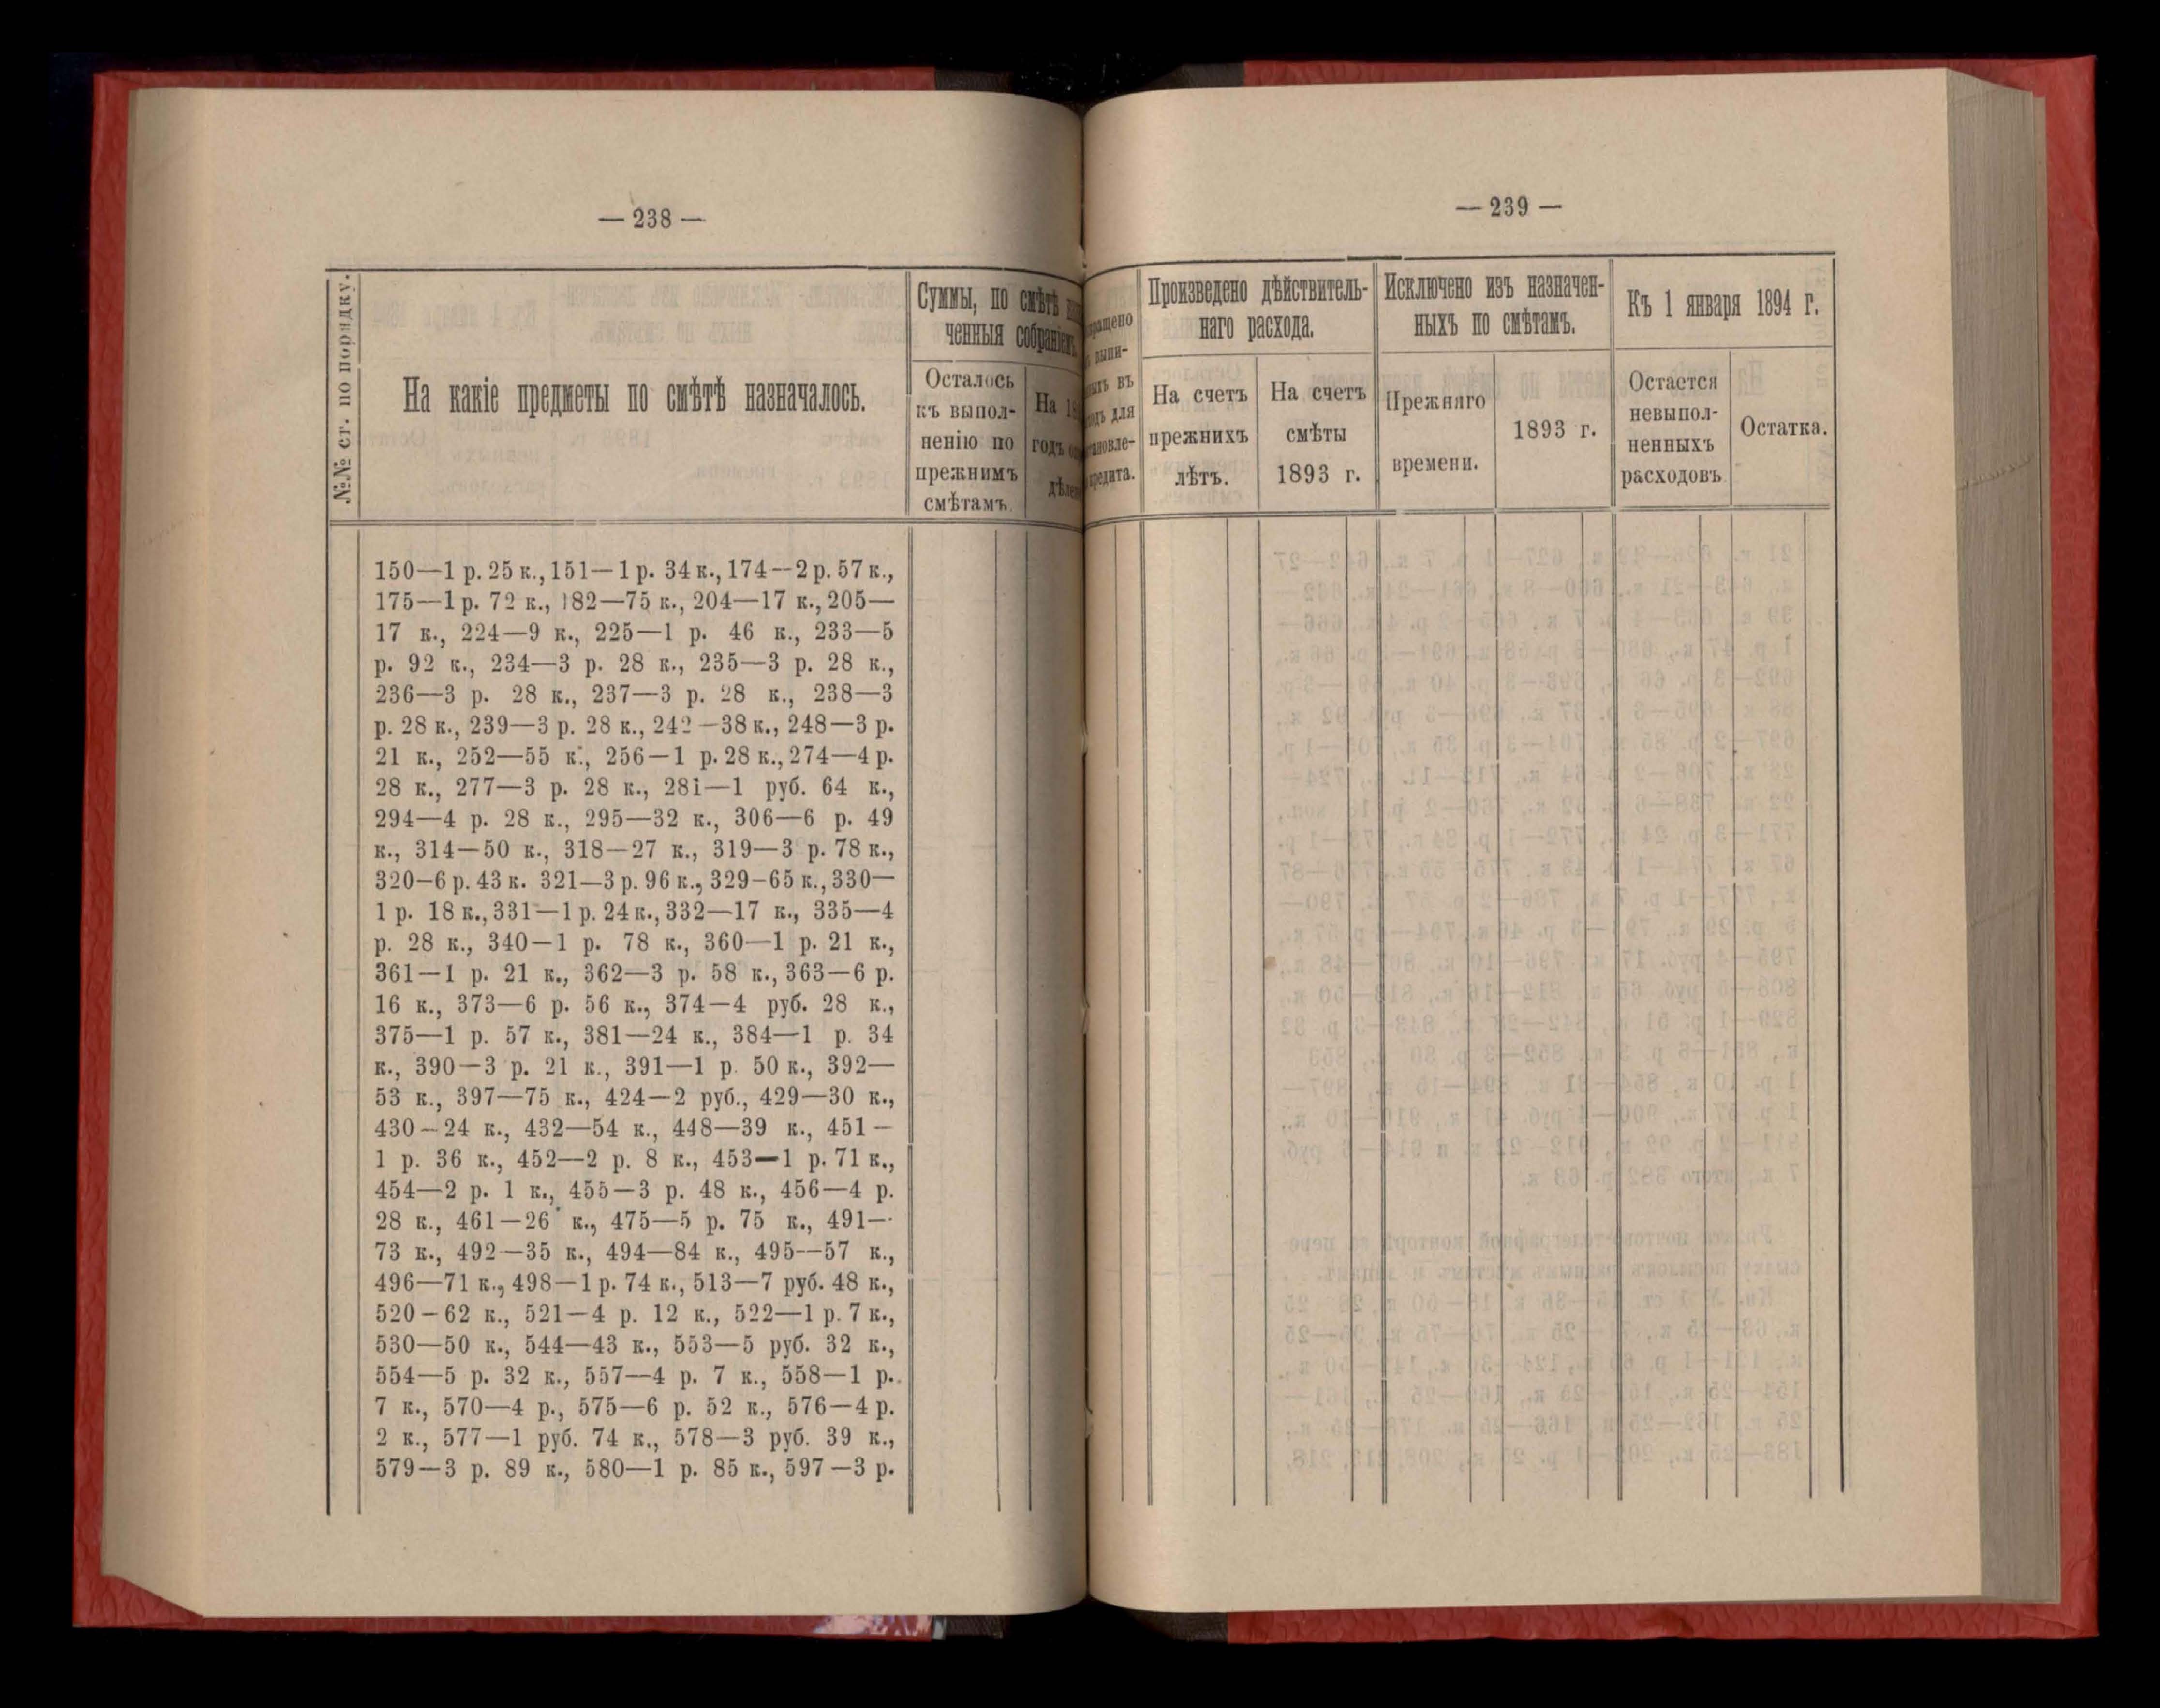 — 238 —
№№ ст. по порядку.
На какіе предметы по смѣтѣ назначалось.
Суммы, по смѣтѣ
ченныя собраніемъ
Осталось
къ выпол-
ненію по
прежнимъ
смѣтамъ.
На
годъ
150—1 р. 25 к., 151—1 р. 34 к., 174—2 р. 57 к.,
175—1 р. 72 к., 182—75 к., 204—17 к., 205—
17 к., 224—9 к., 225—1 р. 46 к., 233—5
р. 92 к., 234—3 р. 28 к., 235—3 р. 28 к.,
236—3 р. 28 к., 237—3 р. 28 к., 238—3
р. 28 к., 239—3 р. 28 к., 242—38 к., 248—3 р.
21 к., 252—55 к., 256—1 р. 28 к., 274—4 р.
28 к., 277—3 р. 28 к., 281—1 руб. 64 к.,
294—4 р. 28 к., 295—32 к., 306—6 р. 49
к., 314—50 к., 318—27 к., 319—3 р. 78 к.,
320—6 р. 43 к. 321—3 р. 96 к., 329—65 к., 330—
1 р. 18 к., 331—1 р. 24 к., 332—17 к., 335—4
р. 28 к., 340—1 р. 78 к., 360—1 р. 21 к.,
361—1 р. 21 к., 362—3 р. 58 к., 363—6 р.
16 к., 373—6 р. 56 к., 374—4 руб. 28 к.,
375—1 р. 57 к., 381—24 к., 384—1 р. 34
к., 390—3 р. 21 к., 391—1 р. 50 к., 392—
53 к., 397—75 к., 424—2 руб., 429—30 к.,
430—24 к., 432—54 к., 448—39 к., 451—
1 р. 36 к., 452—2 р. 8 к., 453—1 р. 71 к.,
454—2 р. 1 к., 455—3 р. 48 к., 456—4 р.
28 к., 461—26 к., 475—5 р. 75 к., 491—
73 к., 492—35 к., 494—84 к., 495—57 к.,
496—71 к., 498—1 р. 74 к., 513—7 руб. 48 к.,
520—62 к., 521—4 р. 12 к., 522—1 р. 7 к.,
530—50 к., 544—43 к., 553—5 руб. 32 к.,
554—5 р. 32 к., 557—4 р. 7 к., 558—1 р.
7 к., 570—4 р., 575—6 р. 52 к., 576—4 р.
2 к., 577—1 руб. 74 к., 578—3 руб. 39 к.,
579—3 р. 89 к., 580—1 р. 85 к., 597—3 р.
— 239 —
въ
для
Произведено дѣйствитель-
наго расхода.
На счетъ
прежнихъ
лѣтъ.
На счетъ
смѣты
1893 г.
Исключено изъ назначен-
ныхъ по смѣтамъ.
Прежняго
времени.
1893 г.
Къ 1 января 1894 г.
Остается
невыпол-
ненныхъ
расходовъ
Остатка.